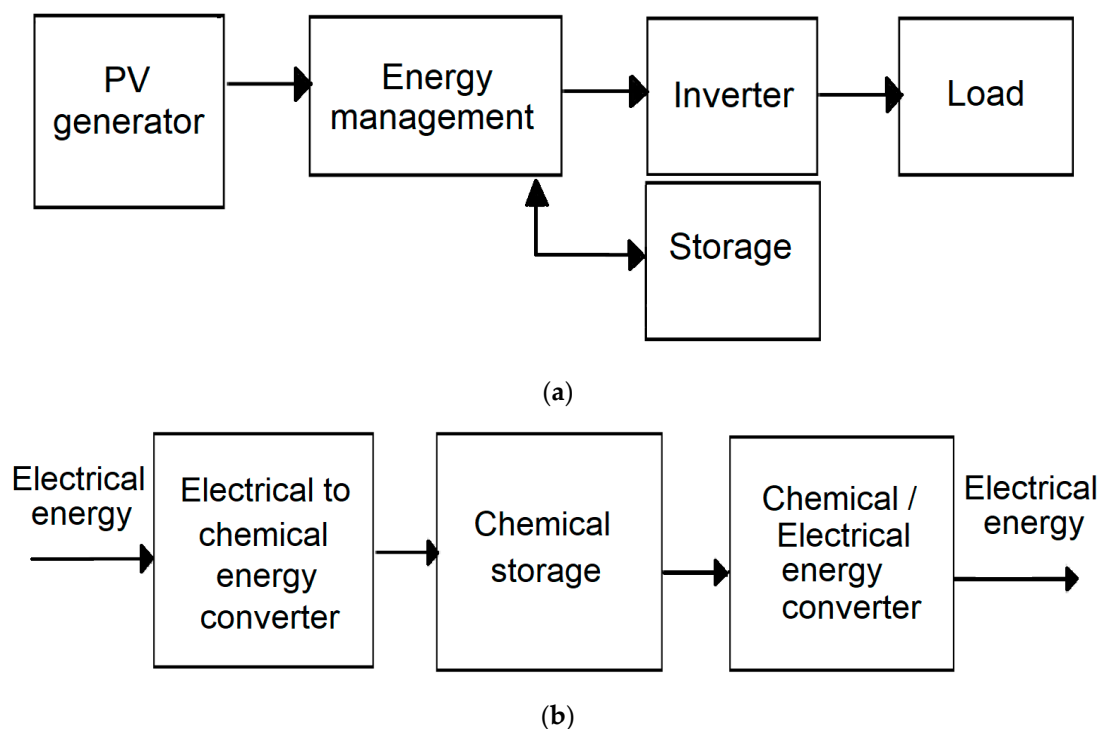 PV
generator
Energy
management
Inverter
Load
Storage
(a)
Electrical
energy
Electrical to
chemical
energy
converter
Chemical
storage
Chemical /
Electrical
energy
converter
Electrical
energy
(b)